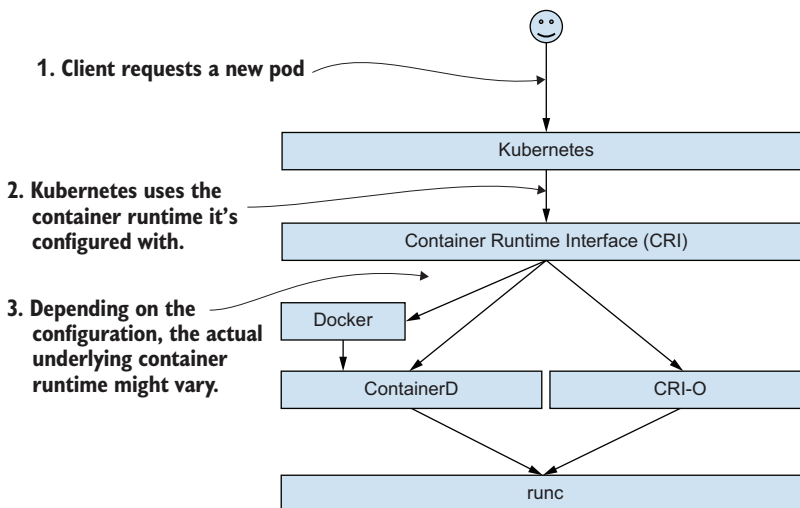 1. Client requests a new pod
Kubernetes
2. Kubernetes uses the
container runtime it's
configured with.
Container Runtime Interface (CRI)
3. Depending on the
configuration, the actual
underlying container
runtime might vary.
Docker
ContainerD
CRI-O
runc